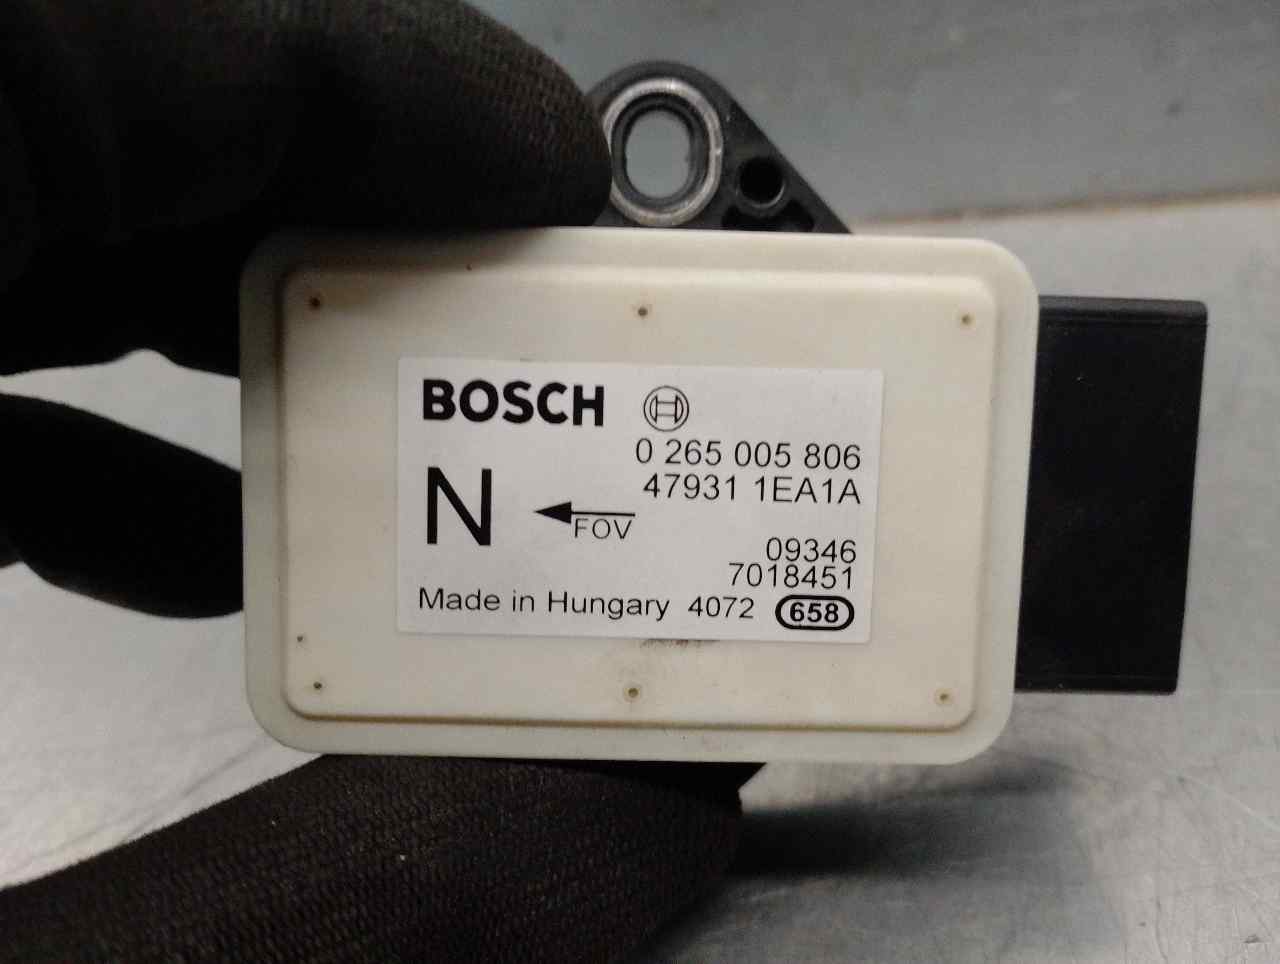 BOSCH
0 265 005 806
47931 1EA1A
N
FOV
09346
7018451
Made in Hungary 4072 658